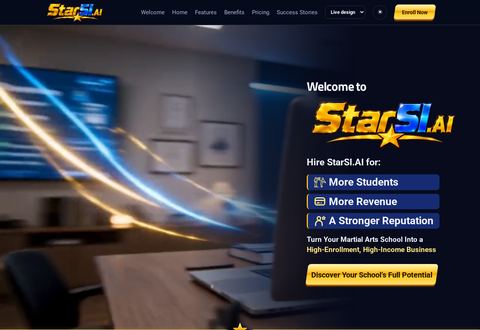 StarSI.AI
Welcome Home Features Benefits Pricing Success Stories Live design Enroll Now
Welcome to
StarSI.AI
Hire StarSI.AI for:
More Students
More Revenue
A Stronger Reputation
Turn Your Martial Arts School Into a
High-Enrollment, High-Income Business
Discover Your School's Full Potential